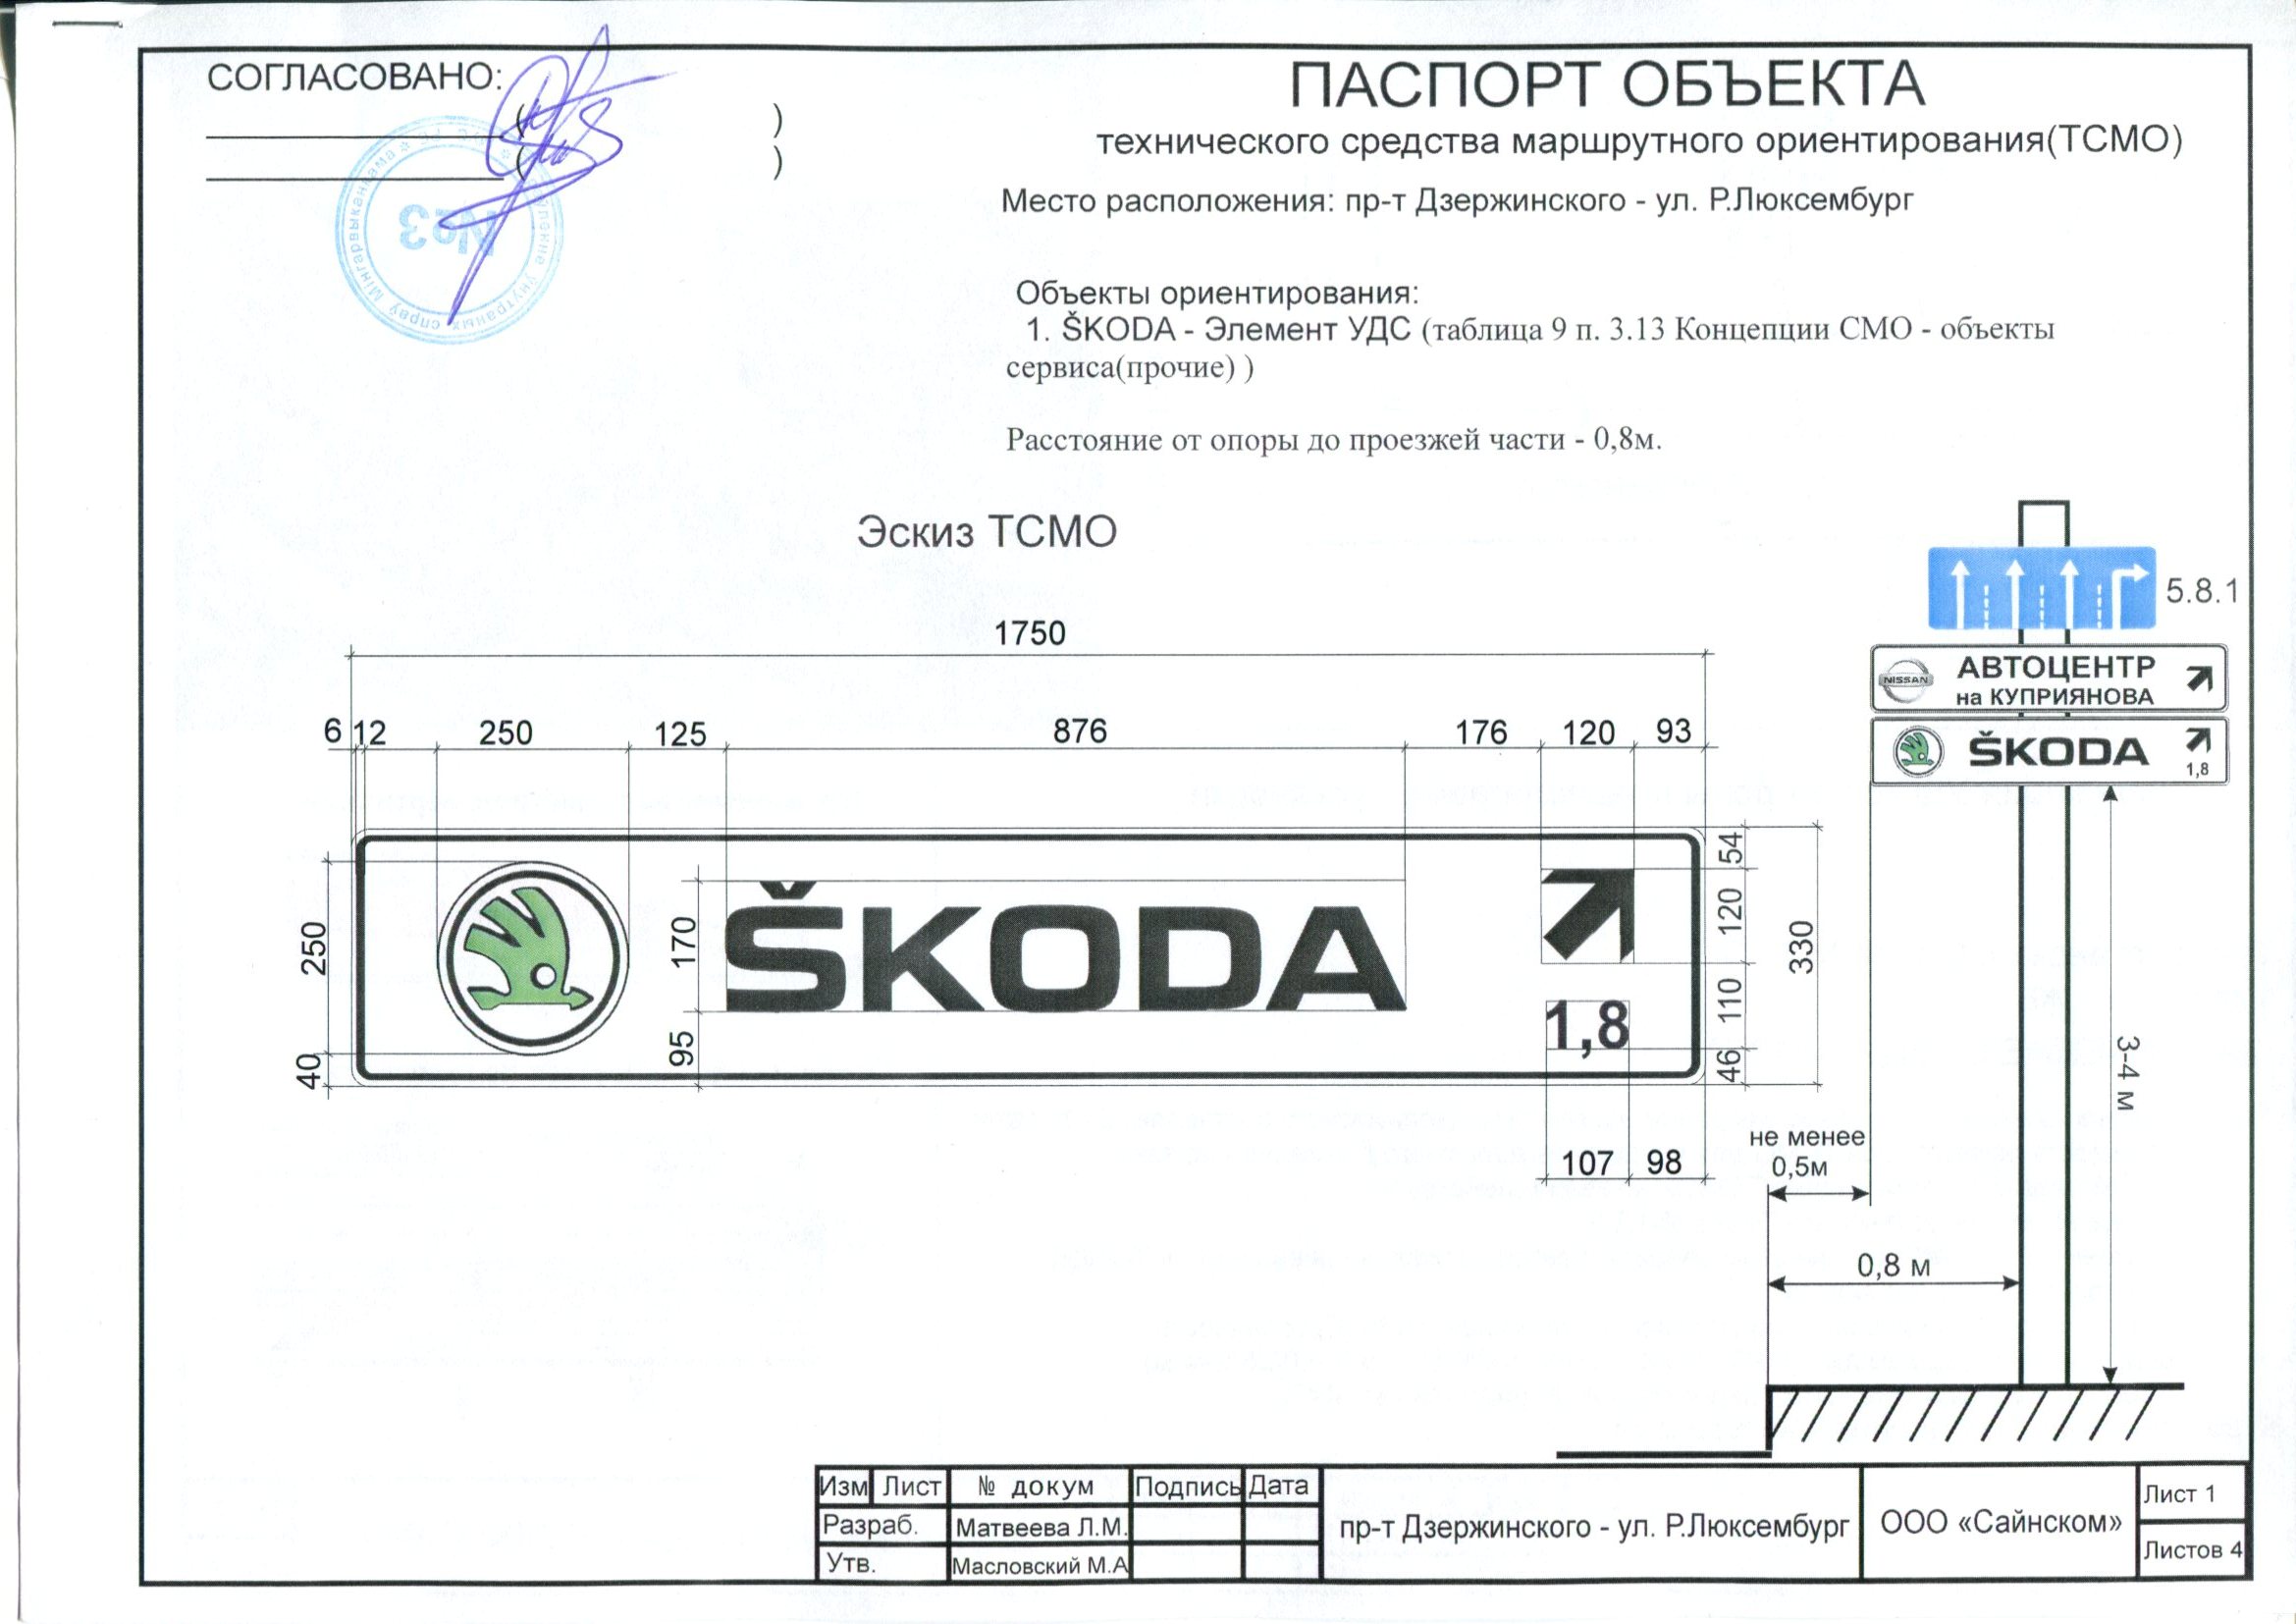 СОГЛАСОВАНО:
( )
( )
№3
ПАСПОРТ ОБЪЕКТА
технического средства маршрутного ориентирования(ТСМО)
Место расположения: пр-т Дзержинского - ул. Р.Люксембург
Объекты ориентирования:
1. ŠKODA - Элемент УДС (таблица 9 п. 3.13 Концепции СМО - объекты
сервиса(прочие) )
Расстояние от опоры до проезжей части - 0,8м.
Эскиз ТСМО
1750
6 12 250 125 876 176 120 93
250
40
170
95
ŠKODA
1,8
54
120
110
46
330
107 98
5.8.1
NISSAN
АВТОЦЕНТР
на КУПРИЯНОВА
ŠKODA
1,8
3-4 м
не менее
0,5м
0,8 м
Изм Лист № докум Подпись Дата
Разраб. Матвеева Л.М.
Утв. Масловский М.А
пр-т Дзержинского - ул. Р.Люксембург
ООО «Сайнском»
Лист 1
Листов 4